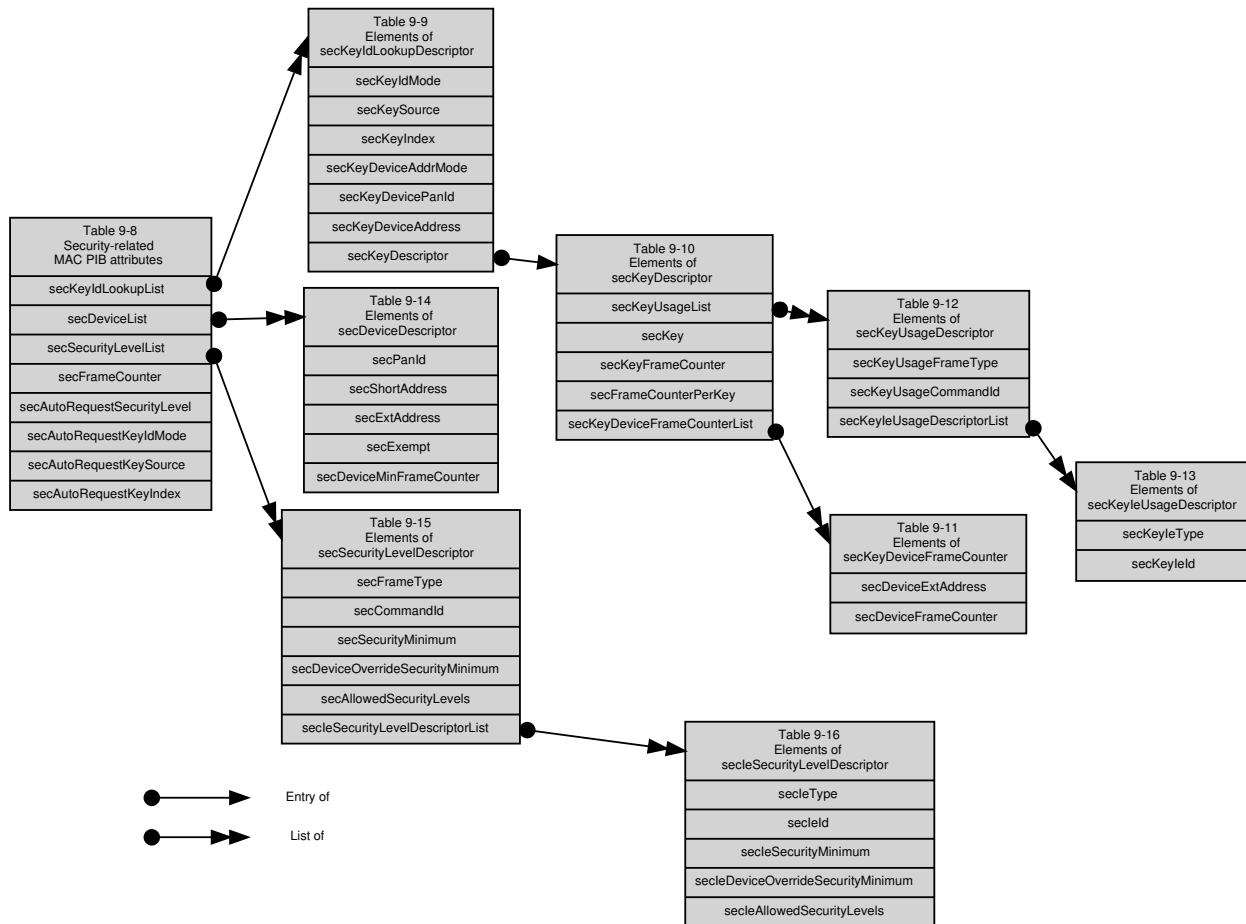 Table 9-9
Elements of
secKeyIdLookupDescriptor
secKeyIdMode
secKeySource
secKeyIndex
secKeyDeviceAddrMode
secKeyDevicePanId
secKeyDeviceAddress
secKeyDescriptor
Table 9-8
Security-related
MAC PIB attributes
secKeyIdLookupList
secDeviceList
secSecurityLevelList
secFrameCounter
secAutoRequestSecurityLevel
secAutoRequestKeyIdMode
secAutoRequestKeySource
secAutoRequestKeyIndex
Table 9-14
Elements of
secDeviceDescriptor
secPanId
secShortAddress
secExtAddress
secExempt
secDeviceMinFrameCounter
Table 9-10
Elements of
secKeyDescriptor
secKeyUsageList
secKey
secKeyFrameCounter
secFrameCounterPerKey
secKeyDeviceFrameCounterList
Table 9-12
Elements of
secKeyUsageDescriptor
secKeyUsageFrameType
secKeyUsageCommandId
secKeyIeUsageDescriptorList
Table 9-13
Elements of
secKeyIeUsageDescriptor
secKeyIeType
secKeyIeId
Table 9-11
Elements of
secKeyDeviceFrameCounter
secDeviceExtAddress
secDeviceFrameCounter
Table 9-15
Elements of
secSecurityLevelDescriptor
secFrameType
secCommandId
secSecurityMinimum
secDeviceOverrideSecurityMinimum
secAllowedSecurityLevels
secIeSecurityLevelDescriptorList
Table 9-16
Elements of
secIeSecurityLevelDescriptor
secIeType
secIeId
secIeSecurityMinimum
secIeDeviceOverrideSecurityMinimum
secIeAllowedSecurityLevels
Entry of
List of